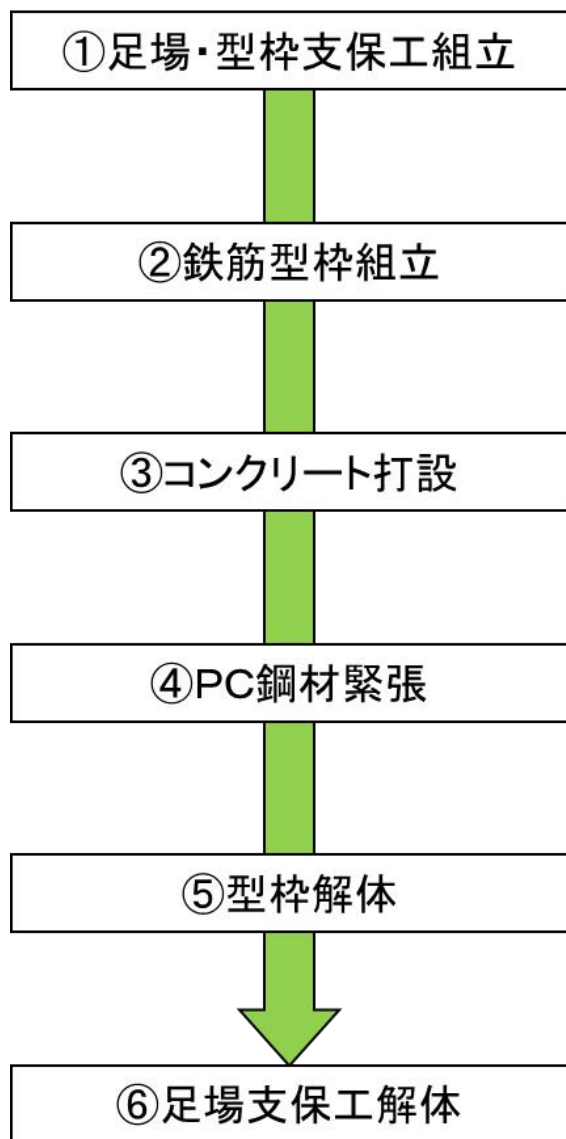 ①足場・型枠支保工組立
②鉄筋型枠組立
③コンクリート打設
④PC鋼材緊張
⑤型枠解体
⑥足場支保工解体